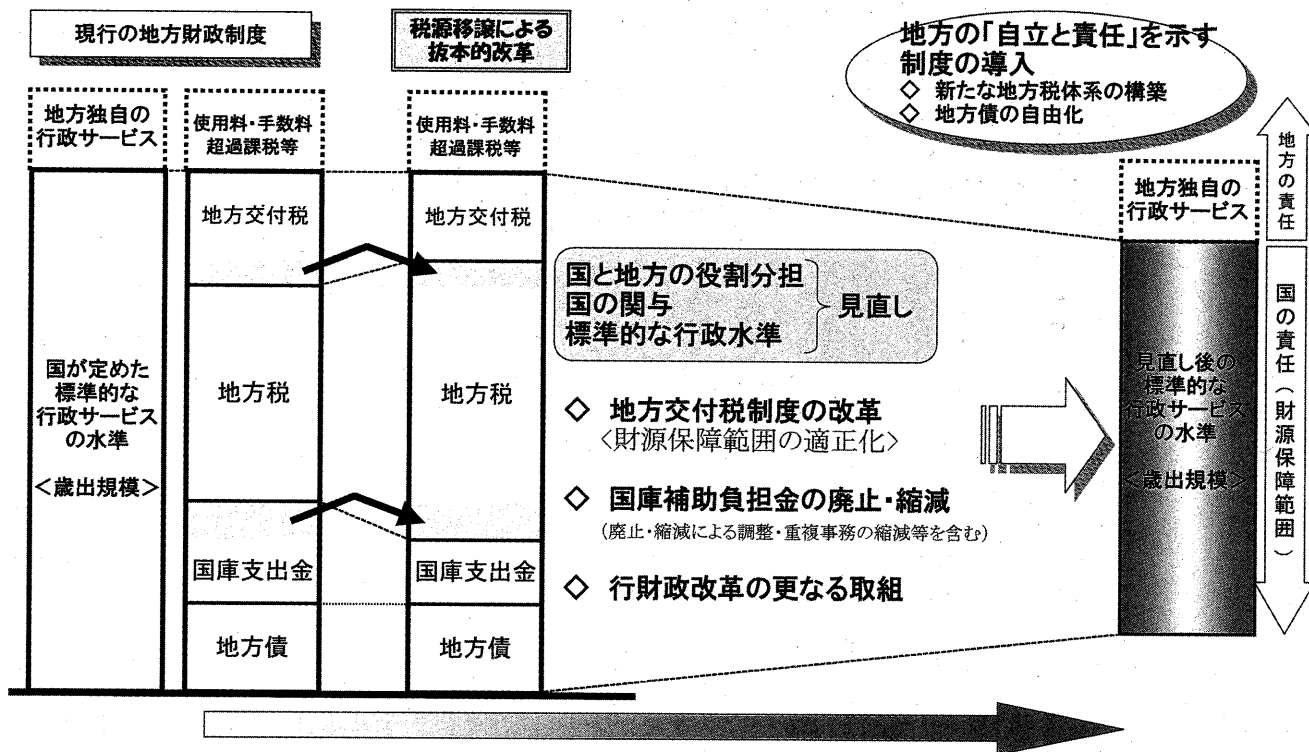 現行の地方財政制度
税源移譲による
抜本的改革
地方の「自立と責任」を示す
制度の導入
◇ 新たな地方税体系の構築
◇ 地方債の自由化
地方独自の
行政サービス
国が定めた
標準的な
行政サービス
の水準
<歳出規模>
使用料・手数料
超過課税等
地方交付税
地方税
国庫支出金
地方債
使用料・手数料
超過課税等
地方交付税
地方税
国庫支出金
地方債
国と地方の役割分担
国の関与
標準的な行政水準
見直し
◇ 地方交付税制度の改革
<財源保障範囲の適正化>
◇ 国庫補助負担金の廃止・縮減
(廃止・縮減による調整・重複事務の縮減等を含む)
◇ 行財政改革の更なる取組
地方独自の
行政サービス
見直し後の
標準的な
行政サービス
の水準
<歳出規模>
地方の責任
国の責任(財源保障範囲)